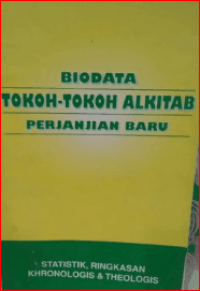 BIODATA
TOKOH-TOKOH ALKITAB
PERJANJIAN BARU
STATISTIK, RINGKASAN
KHRONOLOGIS & THEOLOGIS